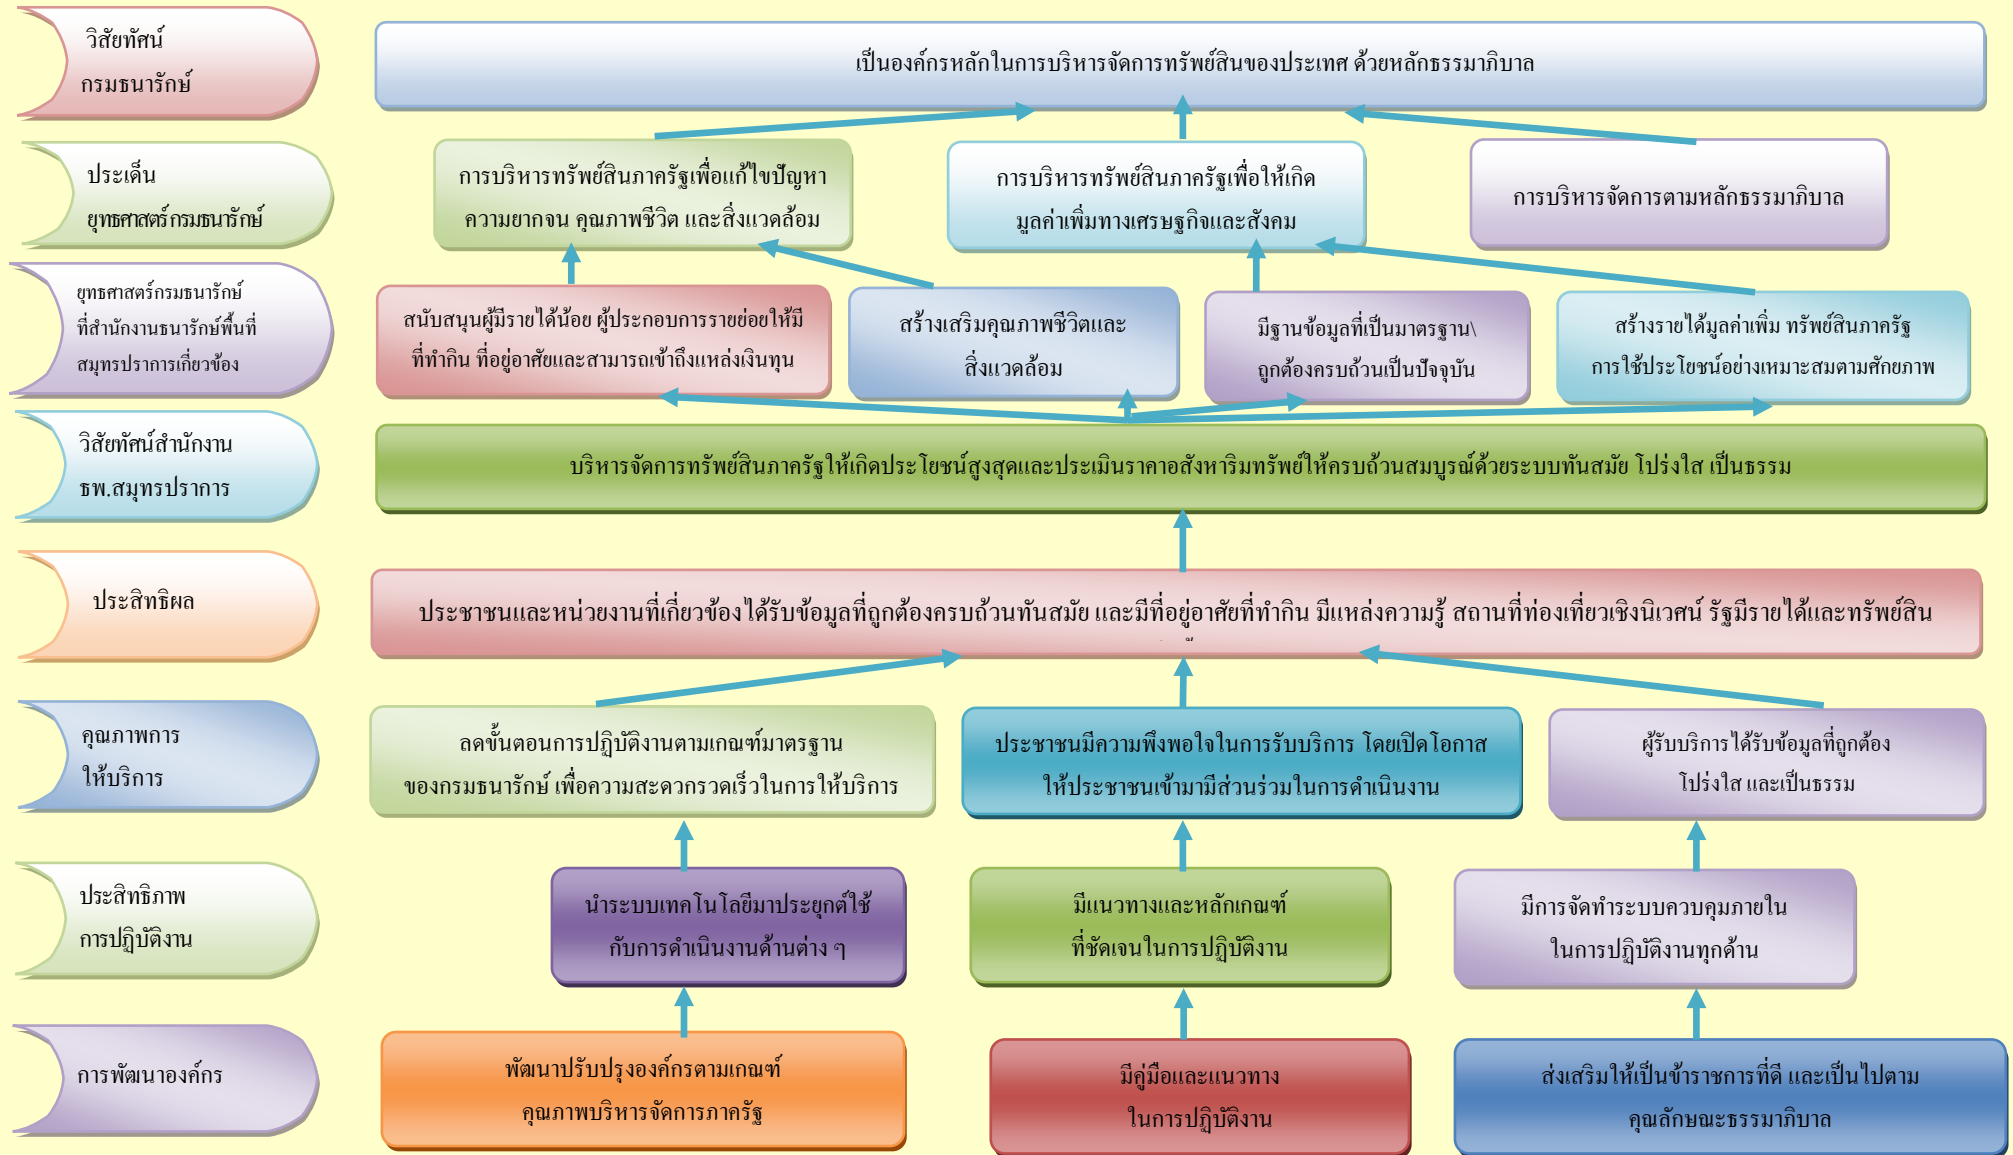 วิสัยทัศน์
กรมธนารักษ์
เป็นองค์กรหลักในการบริหารจัดการทรัพย์สินของประเทศ ด้วยหลักธรรมาภิบาล
ประเด็น
ยุทธศาสตร์กรมธนารักษ์
การบริหารทรัพย์สินภาครัฐเพื่อแก้ไขปัญหา
ความยากจน คุณภาพชีวิต และสิ่งแวดล้อม
การบริหารทรัพย์สินภาครัฐเพื่อให้เกิด
มูลค่าเพิ่มทางเศรษฐกิจและสังคม
การบริหารจัดการตามหลักธรรมาภิบาล
ยุทธศาสตร์กรมธนารักษ์
ที่สำนักงานธนารักษ์พื้นที่
สมุทรปราการเกี่ยวข้อง
สนับสนุนผู้มีรายได้น้อย ผู้ประกอบการรายย่อยให้มี
ที่ทำกิน ที่อยู่อาศัยและสามารถเข้าถึงแหล่งเงินทุน
สร้างเสริมคุณภาพชีวิตและ
สิ่งแวดล้อม
มีฐานข้อมูลที่เป็นมาตรฐาน\
ถูกต้องครบถ้วนเป็นปัจจุบัน
สร้างรายได้มูลค่าเพิ่ม ทรัพย์สินภาครัฐ
การใช้ประโยชน์อย่างเหมาะสมตามศักยภาพ
วิสัยทัศน์สำนักงาน
ธพ.สมุทรปราการ
บริหารจัดการทรัพย์สินภาครัฐให้เกิดประโยชน์สูงสุดและประเมินราคาอสังหาริมทรัพย์ให้ครบถ้วนสมบูรณ์ด้วยระบบทันสมัย โปร่งใส เป็นธรรม
ประสิทธิผล
ประชาชนและหน่วยงานที่เกี่ยวข้อง ได้รับข้อมูลที่ถูกต้องครบถ้วนทันสมัย และมีที่อยู่อาศัยที่ทำกิน มีแหล่งความรู้ สถานที่ท่องเที่ยวเชิงนิเวศน์ รัฐมีรายได้และทรัพย์สิน
คุณภาพการ
ให้บริการ
ลดขั้นตอนการปฏิบัติงานตามเกณฑ์มาตรฐาน
ของกรมธนารักษ์ เพื่อความสะดวกรวดเร็วในการให้บริการ
ประชาชนมีความพึงพอใจในการรับบริการ โดยเปิดโอกาส
ให้ประชาชนเข้ามามีส่วนร่วมในการดำเนินงาน
ผู้รับบริการได้รับข้อมูลที่ถูกต้อง
โปร่งใส และเป็นธรรม
ประสิทธิภาพ
การปฏิบัติงาน
นำระบบเทคโนโลยีมาประยุกต์ใช้
กับการดำเนินงานด้านต่าง ๆ
มีแนวทางและหลักเกณฑ์
ที่ชัดเจนในการปฏิบัติงาน
มีการจัดทำระบบควบคุมภายใน
ในการปฏิบัติงานทุกด้าน
การพัฒนาองค์กร
พัฒนาปรับปรุงองค์กรตามเกณฑ์
คุณภาพบริหารจัดการภาครัฐ
มีคู่มือและแนวทาง
ในการปฏิบัติงาน
ส่งเสริมให้เป็นข้าราชการที่ดี และเป็นไปตาม
คุณลักษณะธรรมาภิบาล